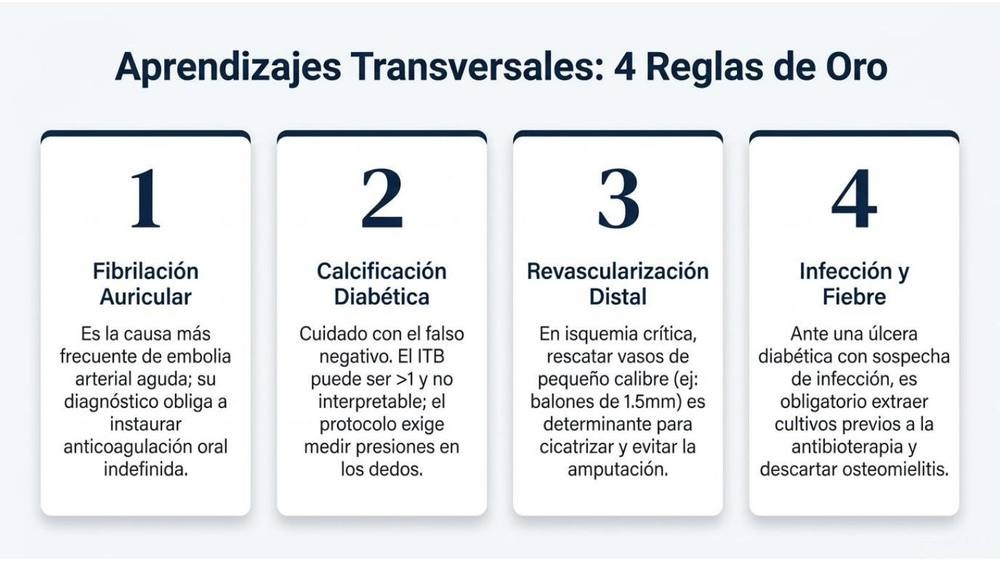 Aprendizajes Transversales: 4 Reglas de Oro
1
Fibrilación
Auricular
Es la causa más
frecuente de embolia
arterial aguda; su
diagnóstico obliga a
instaurar
anticoagulación oral
indefinida.
2
Calcificación
Diabética
Cuidado con el falso
negativo. El ITB
puede ser >1 y no
interpretable; el
protocolo exige
medir presiones en
los dedos.
3
Revascularización
Distal
En isquemia crítica,
rescatar vasos de
pequeño calibre (ej:
balones de 1.5mm) es
determinante para
cicatrizar y evitar la
amputación.
4
Infección y
Fiebre
Ante una úlcera
diabética con sospecha
de infección, es
obligatorio extraer
cultivos previos a la
antibioterapia y
descartar osteomielitis.